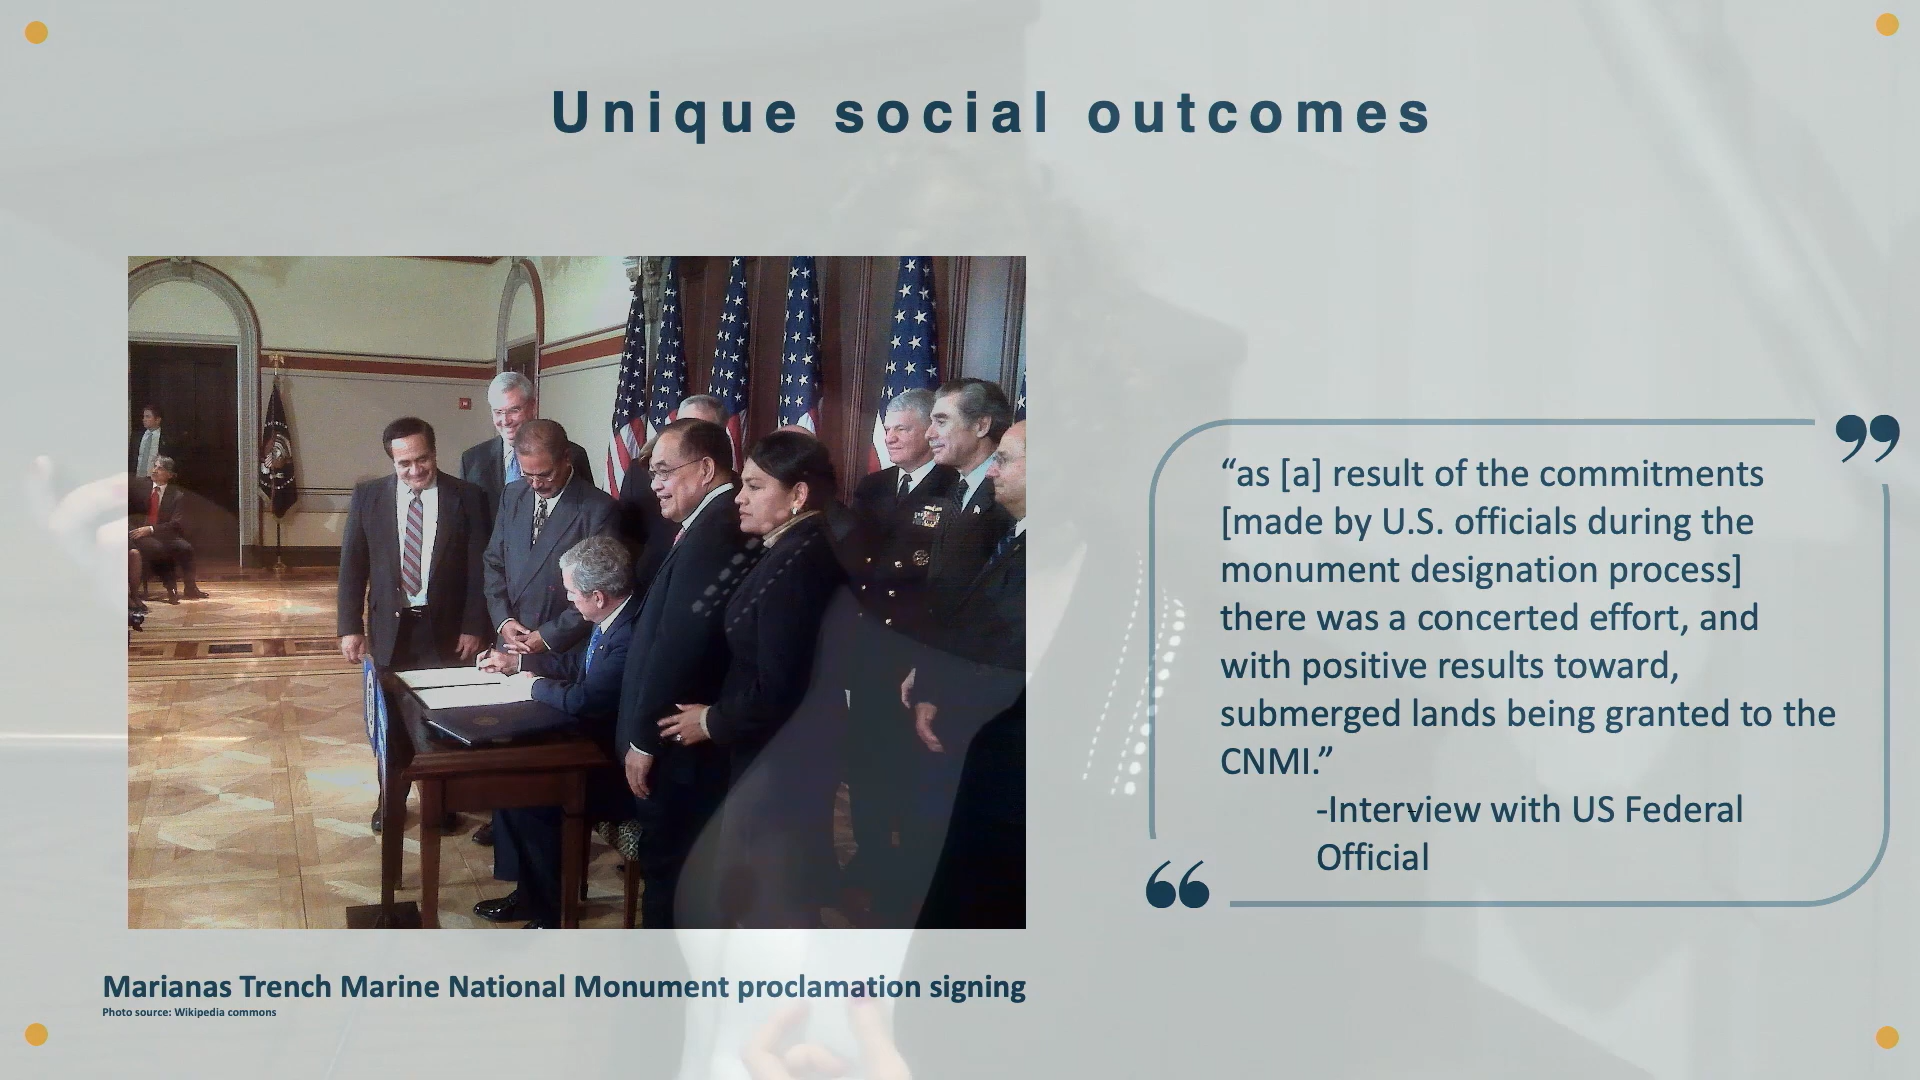 Unique social outcomes
“as [a] result of the commitments
[made by U.S. officials during the
monument designation process]
there was a concerted effort, and
with positive results toward,
submerged lands being granted to the
CNMI.”
-Interview with US Federal
Official
Marianas Trench Marine National Monument proclamation signing
Photo source: Wikipedia commons